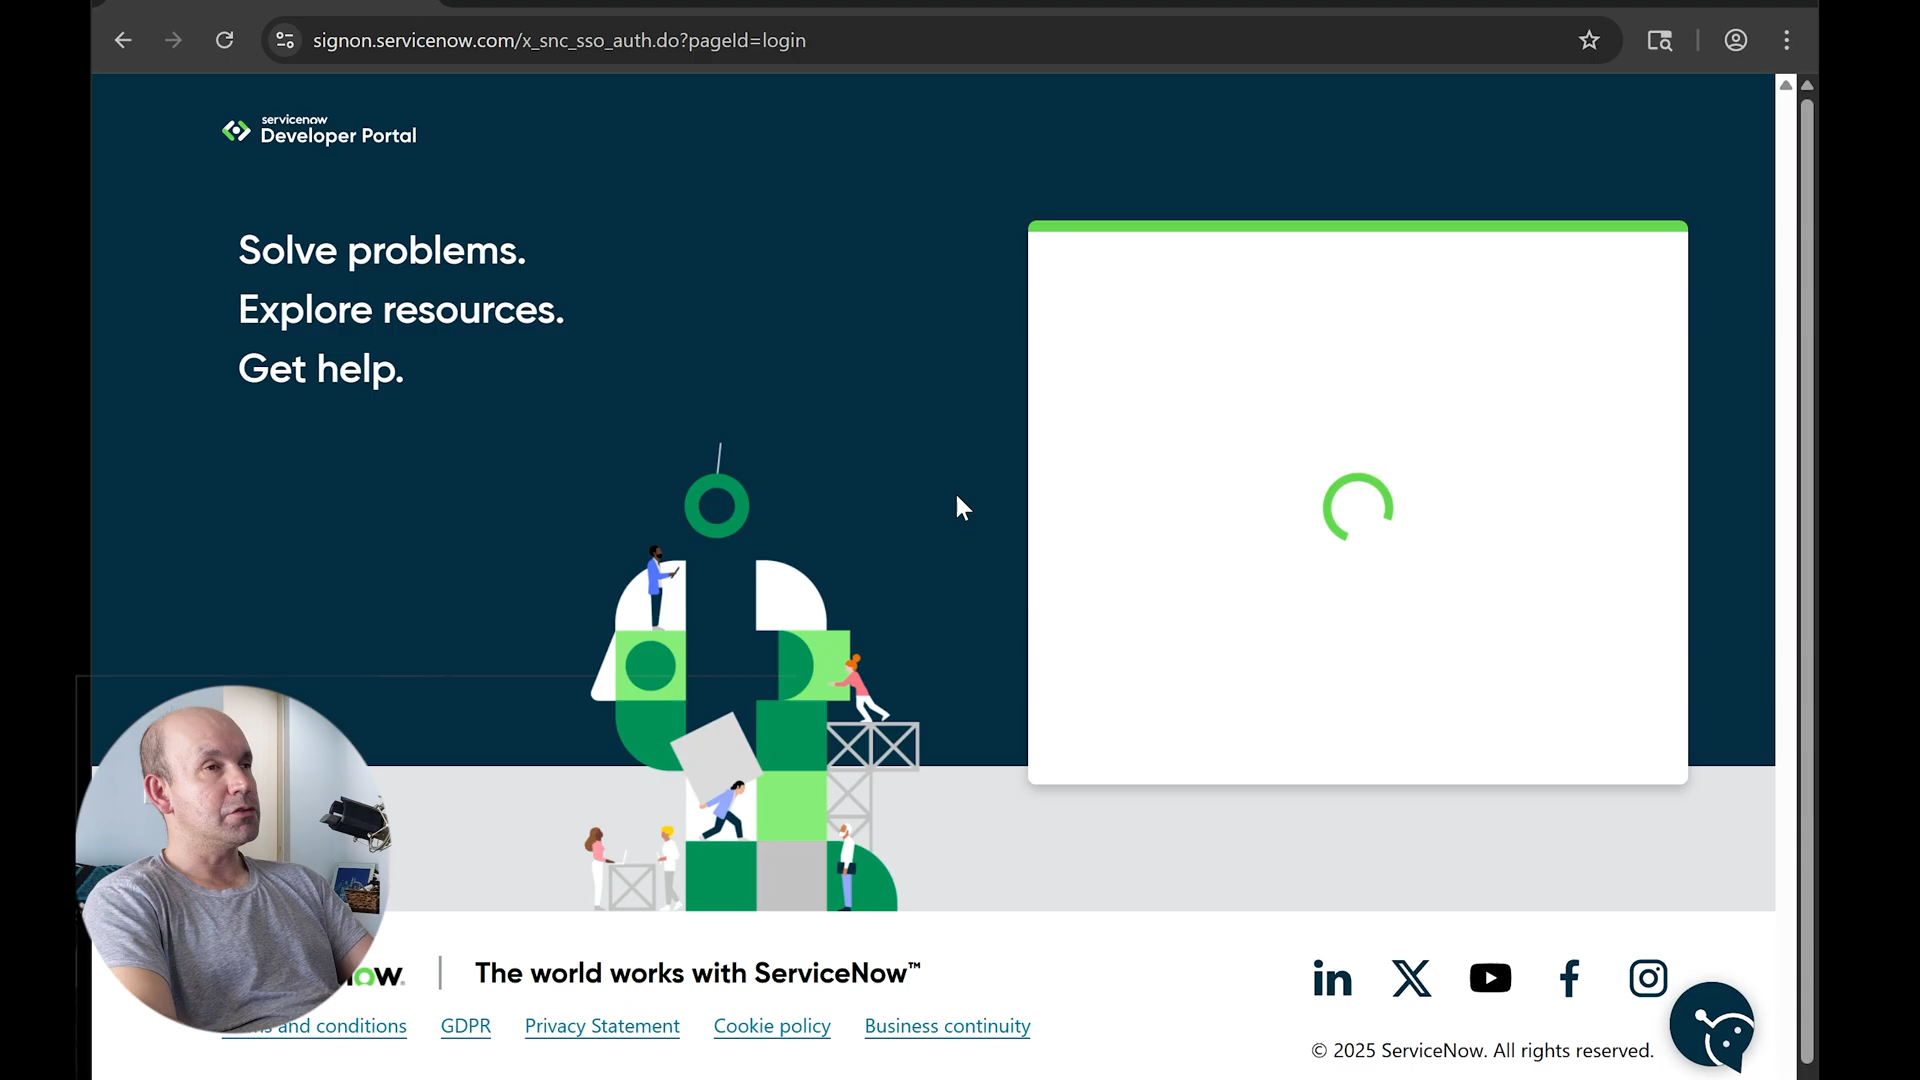 signon.servicenow.com/x_snc_sso_auth.do?pageId=login
servicenow
Developer Portal
Solve problems.
Explore resources.
Get help.
now.
The world works with ServiceNow™
and conditions GDPR Privacy Statement Cookie policy Business continuity
© 2025 ServiceNow. All rights reserved.